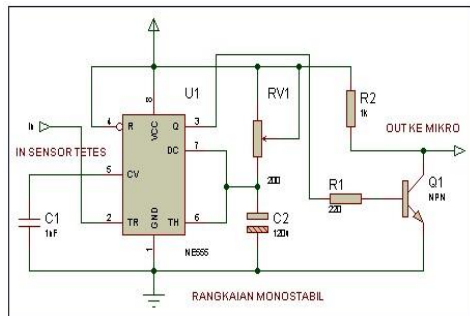 U1
RV1
R2
1k
In
4
R
8
VCC
Q
3
DC
7
OUT KE MIKRO
IN SENSOR TETES
5
CV
200
R1
220
Q1
NPN
C1
1nF
2
TR
GND
TH
6
C2
1
NE555
RANGKAIAN MONOSTABIL